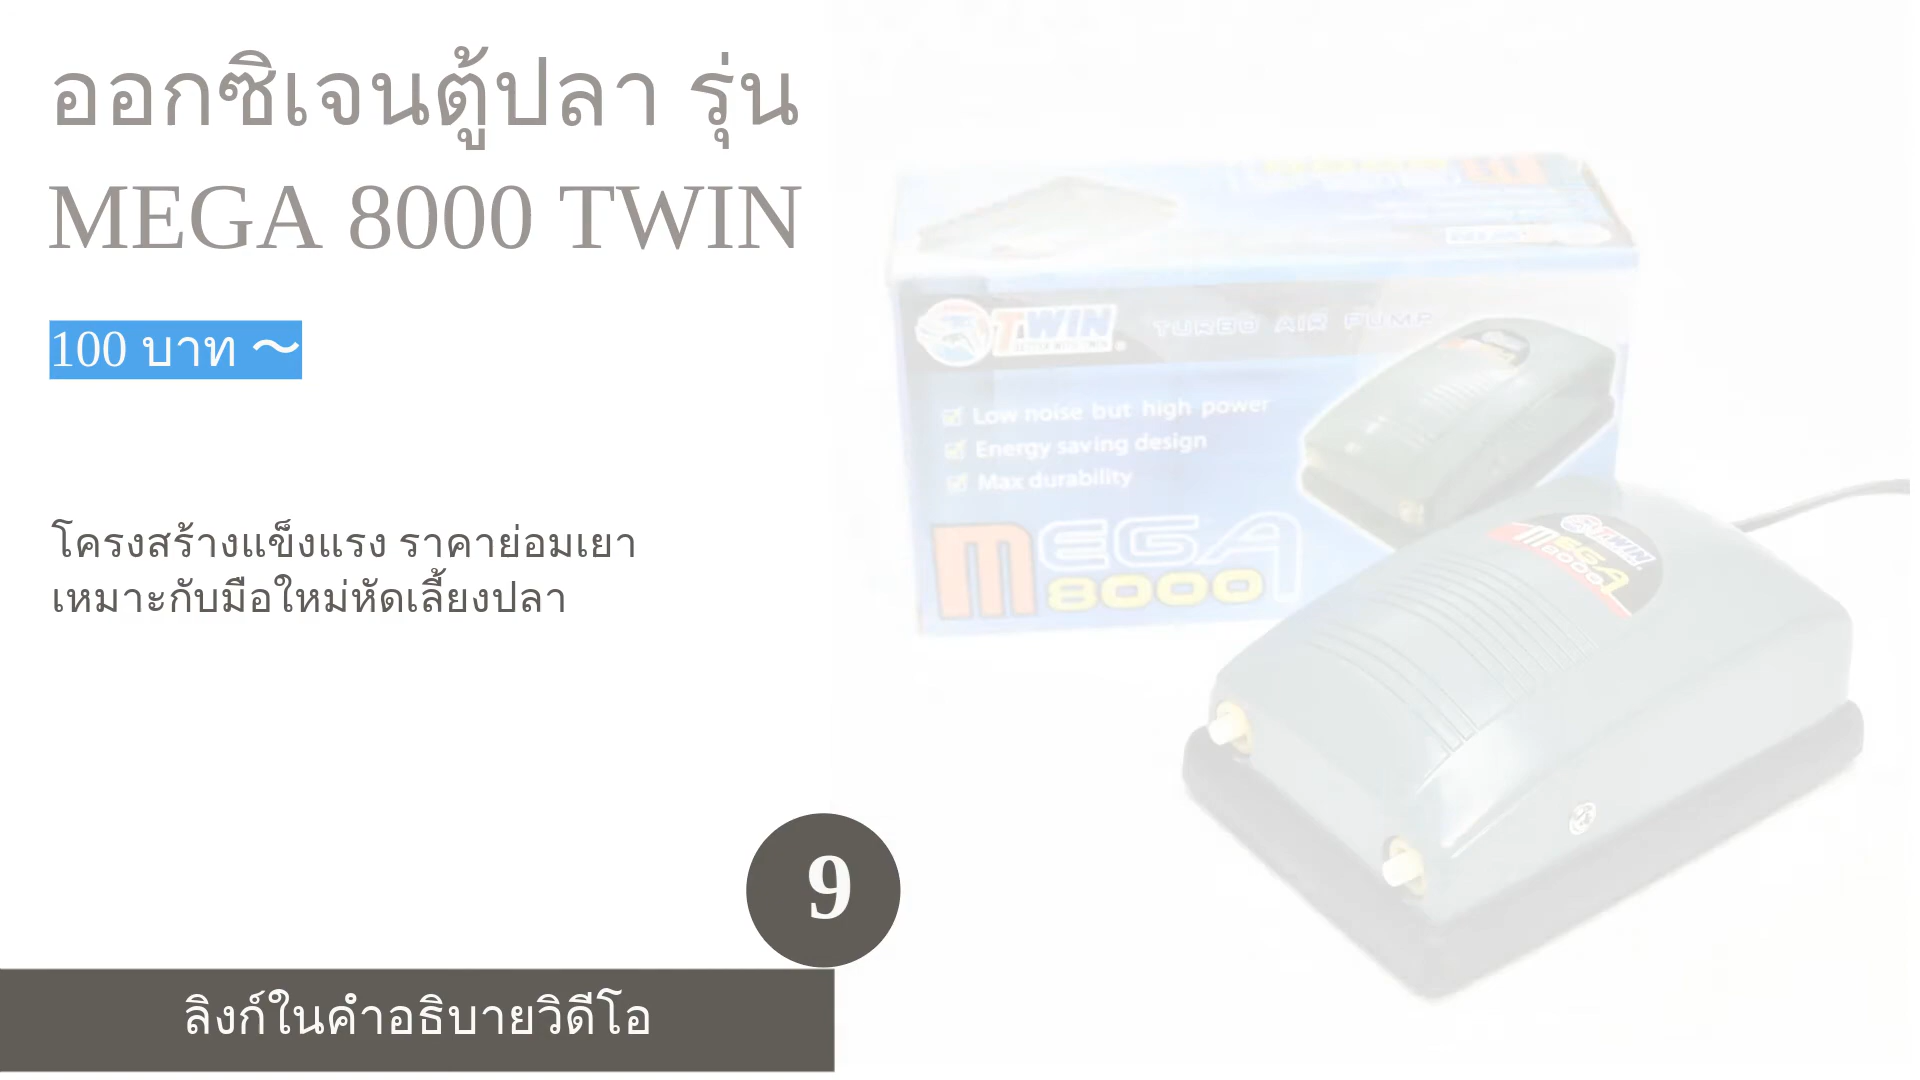 ออกซิเจนตู้ปลา รุ่น
MEGA 8000 TWIN
100 บาท 〜
TWIN
TURBO AIR PUMP
Low noise but high power
Energy saving design
Max durability
MEGA
8000
TWIN
MEGA
8000
โครงสร้างแข็งแรง ราคาย่อมเยา
เหมาะกับมือใหม่หัดเลี้ยงปลา
9
ลิงก์ในคำอธิบายวิดีโอ